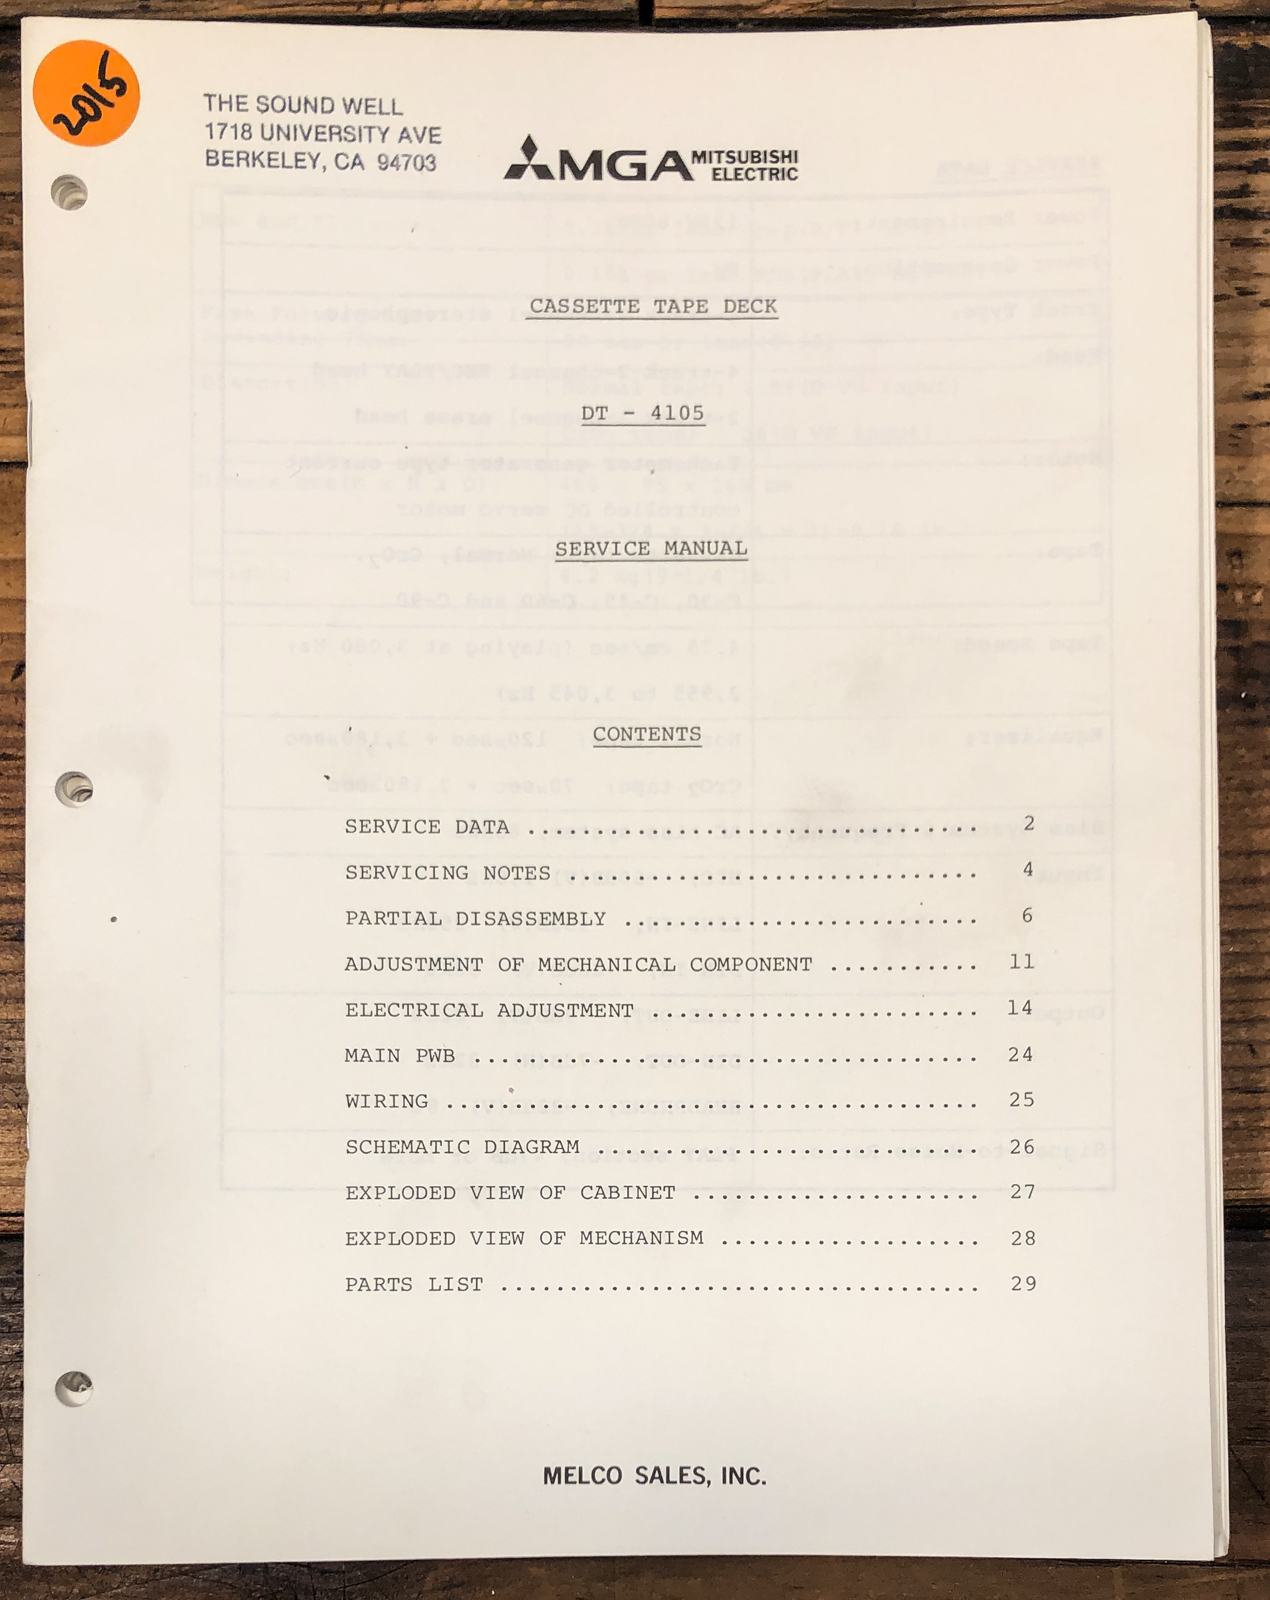 2015
THE SOUND WELL
1718 UNIVERSITY AVE
BERKELEY, CA 94703
MGA MITSUBISHI ELECTRIC
CASSETTE TAPE DECK
DT - 4105
SERVICE MANUAL
CONTENTS
SERVICE DATA ................................. 2
SERVICING NOTES .............................. 4
PARTIAL DISASSEMBLY .......................... 6
ADJUSTMENT OF MECHANICAL COMPONENT ........... 11
ELECTRICAL ADJUSTMENT ........................ 14
MAIN PWB ..................................... 24
WIRING ....................................... 25
SCHEMATIC DIAGRAM ............................ 26
EXPLODED VIEW OF CABINET ..................... 27
EXPLODED VIEW OF MECHANISM ................... 28
PARTS LIST ................................... 29
MELCO SALES, INC.